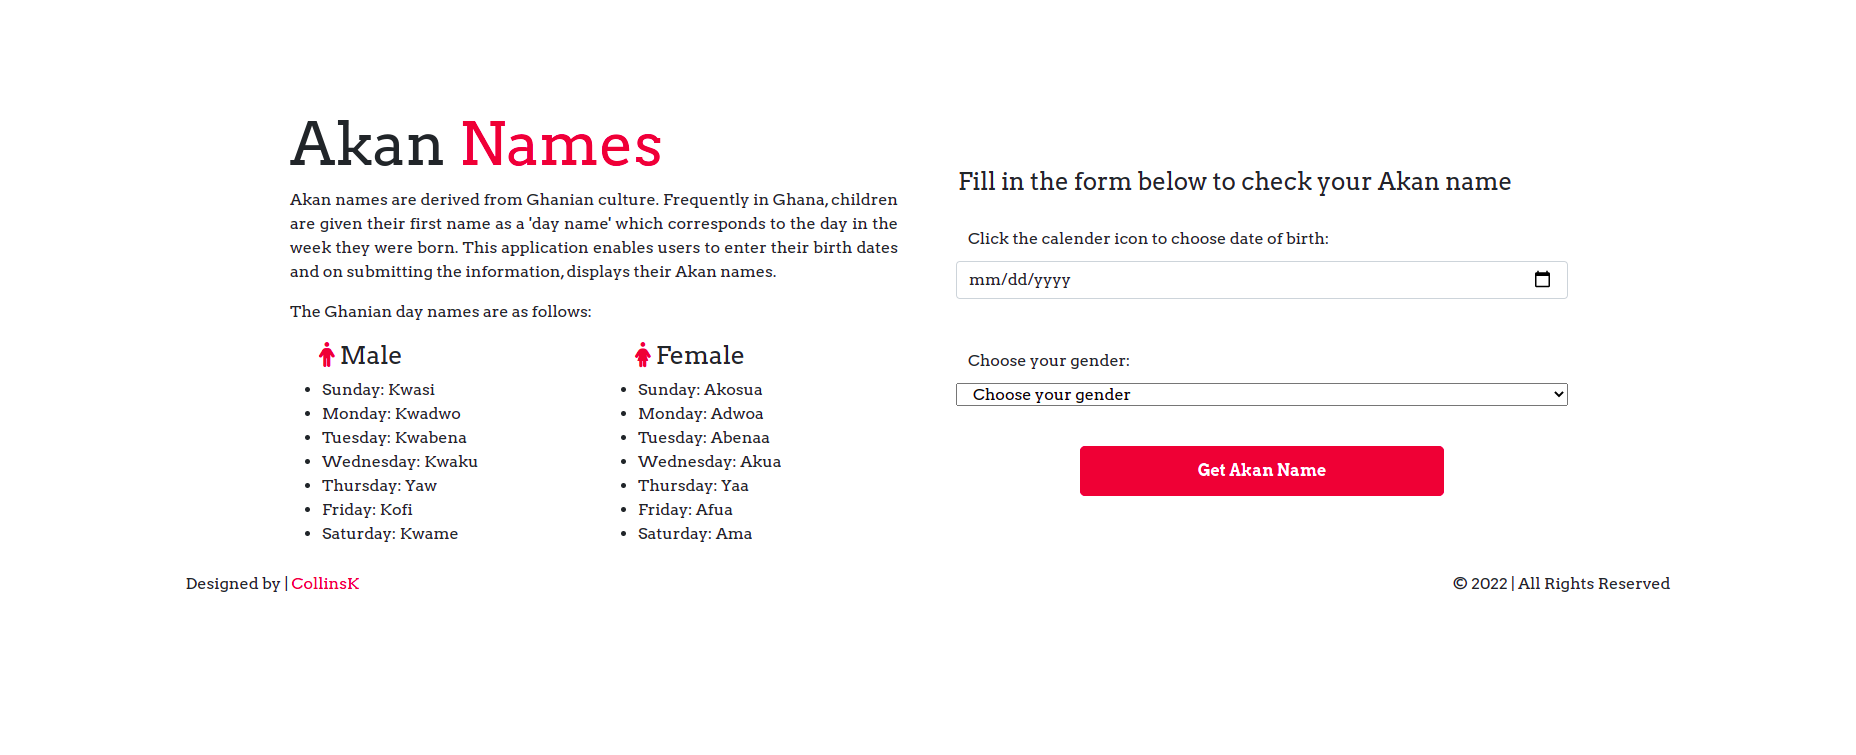 Akan Names
Akan names are derived from Ghanian culture. Frequently in Ghana, children
are given their first name as a 'day name' which corresponds to the day in the
week they were born. This application enables users to enter their birth dates
and on submitting the information, displays their Akan names.
The Ghanian day names are as follows:
Male
• Sunday: Kwasi
• Monday: Kwadwo
• Tuesday: Kwabena
• Wednesday: Kwaku
• Thursday: Yaw
• Friday: Kofi
• Saturday: Kwame
Female
• Sunday: Akosua
• Monday: Adwoa
• Tuesday: Abenaa
• Wednesday: Akua
• Thursday: Yaa
• Friday: Afua
• Saturday: Ama
Fill in the form below to check your Akan name
Click the calender icon to choose date of birth:
mm/dd/yyyy
Choose your gender:
Choose your gender
Get Akan Name
Designed by | CollinsK
© 2022 | All Rights Reserved